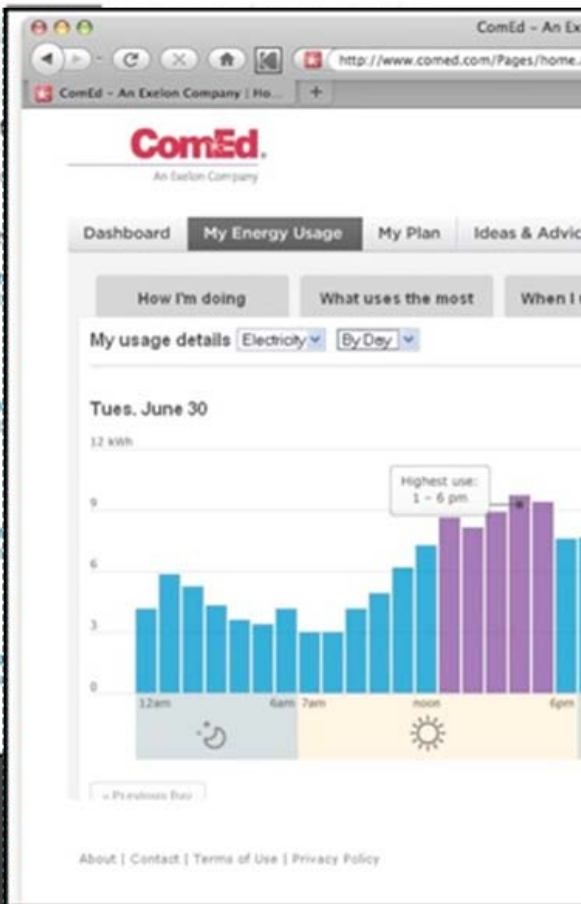 ComEd - An Ex
http://www.comed.com/Pages/home.
ComEd - An Exelon Company | Ho... +
ComEd.
An Exelon Company
Dashboard My Energy Usage My Plan Ideas & Advic
How I'm doing What uses the most When I u
My usage details Electricity By Day
Tues. June 30
12 kWh
Highest use:
1 - 6 pm
9
6
3
0
12am 6am 7am noon 6pm
« Previous Day
About | Contact | Terms of Use | Privacy Policy